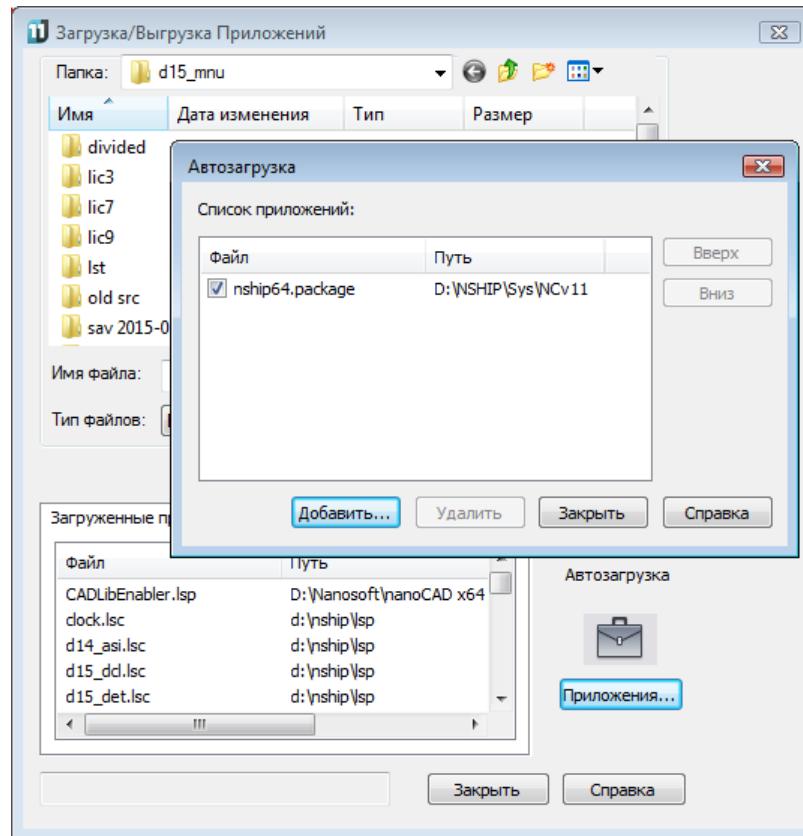 Загрузка/Выгрузка Приложений
Папка: d15_mnu
Имя Дата изменения Тип Размер
divided
lic3
lic7
lic9
lst
old src
sav 2015-0
Имя файла:
Тип файлов:
Автозагрузка
Список приложений:
Файл Путь
nship64.package D:\NSHIP\Sys\NCv11
Вверх
Вниз
Добавить... Удалить Закрыть Справка
Загруженные п
Файл Путь
CADLibEnabler.lsp D:\Nanosoft\nanoCAD x64
clock.lsc d:\nship\lsp
d14_asi.lsc d:\nship\lsp
d15_dcl.lsc d:\nship\lsp
d15_det.lsc d:\nship\lsp
Автозагрузка
Приложения...
Закрыть Справка